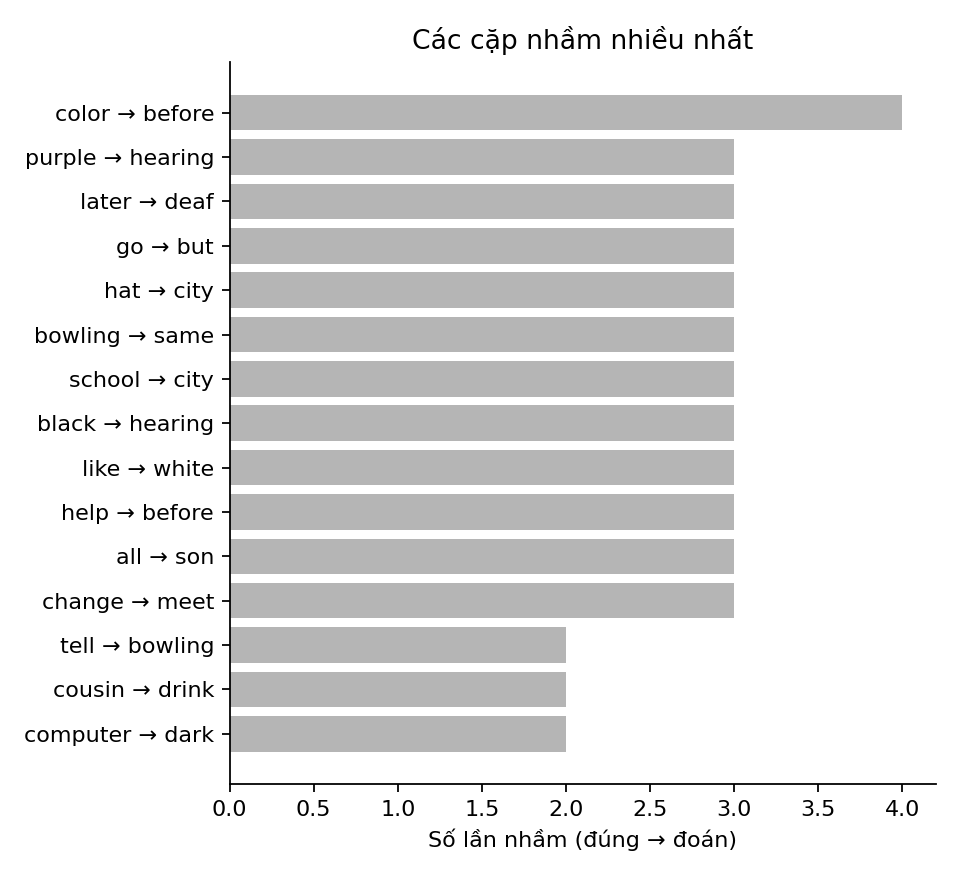 Các cặp nhầm nhiều nhất
color → before
purple → hearing
later → deaf
go → but
hat → city
bowling → same
school → city
black → hearing
like → white
help → before
all → son
change → meet
tell → bowling
cousin → drink
computer → dark
0.0 0.5 1.0 1.5 2.0 2.5 3.0 3.5 4.0
Số lần nhầm (đúng → đoán)